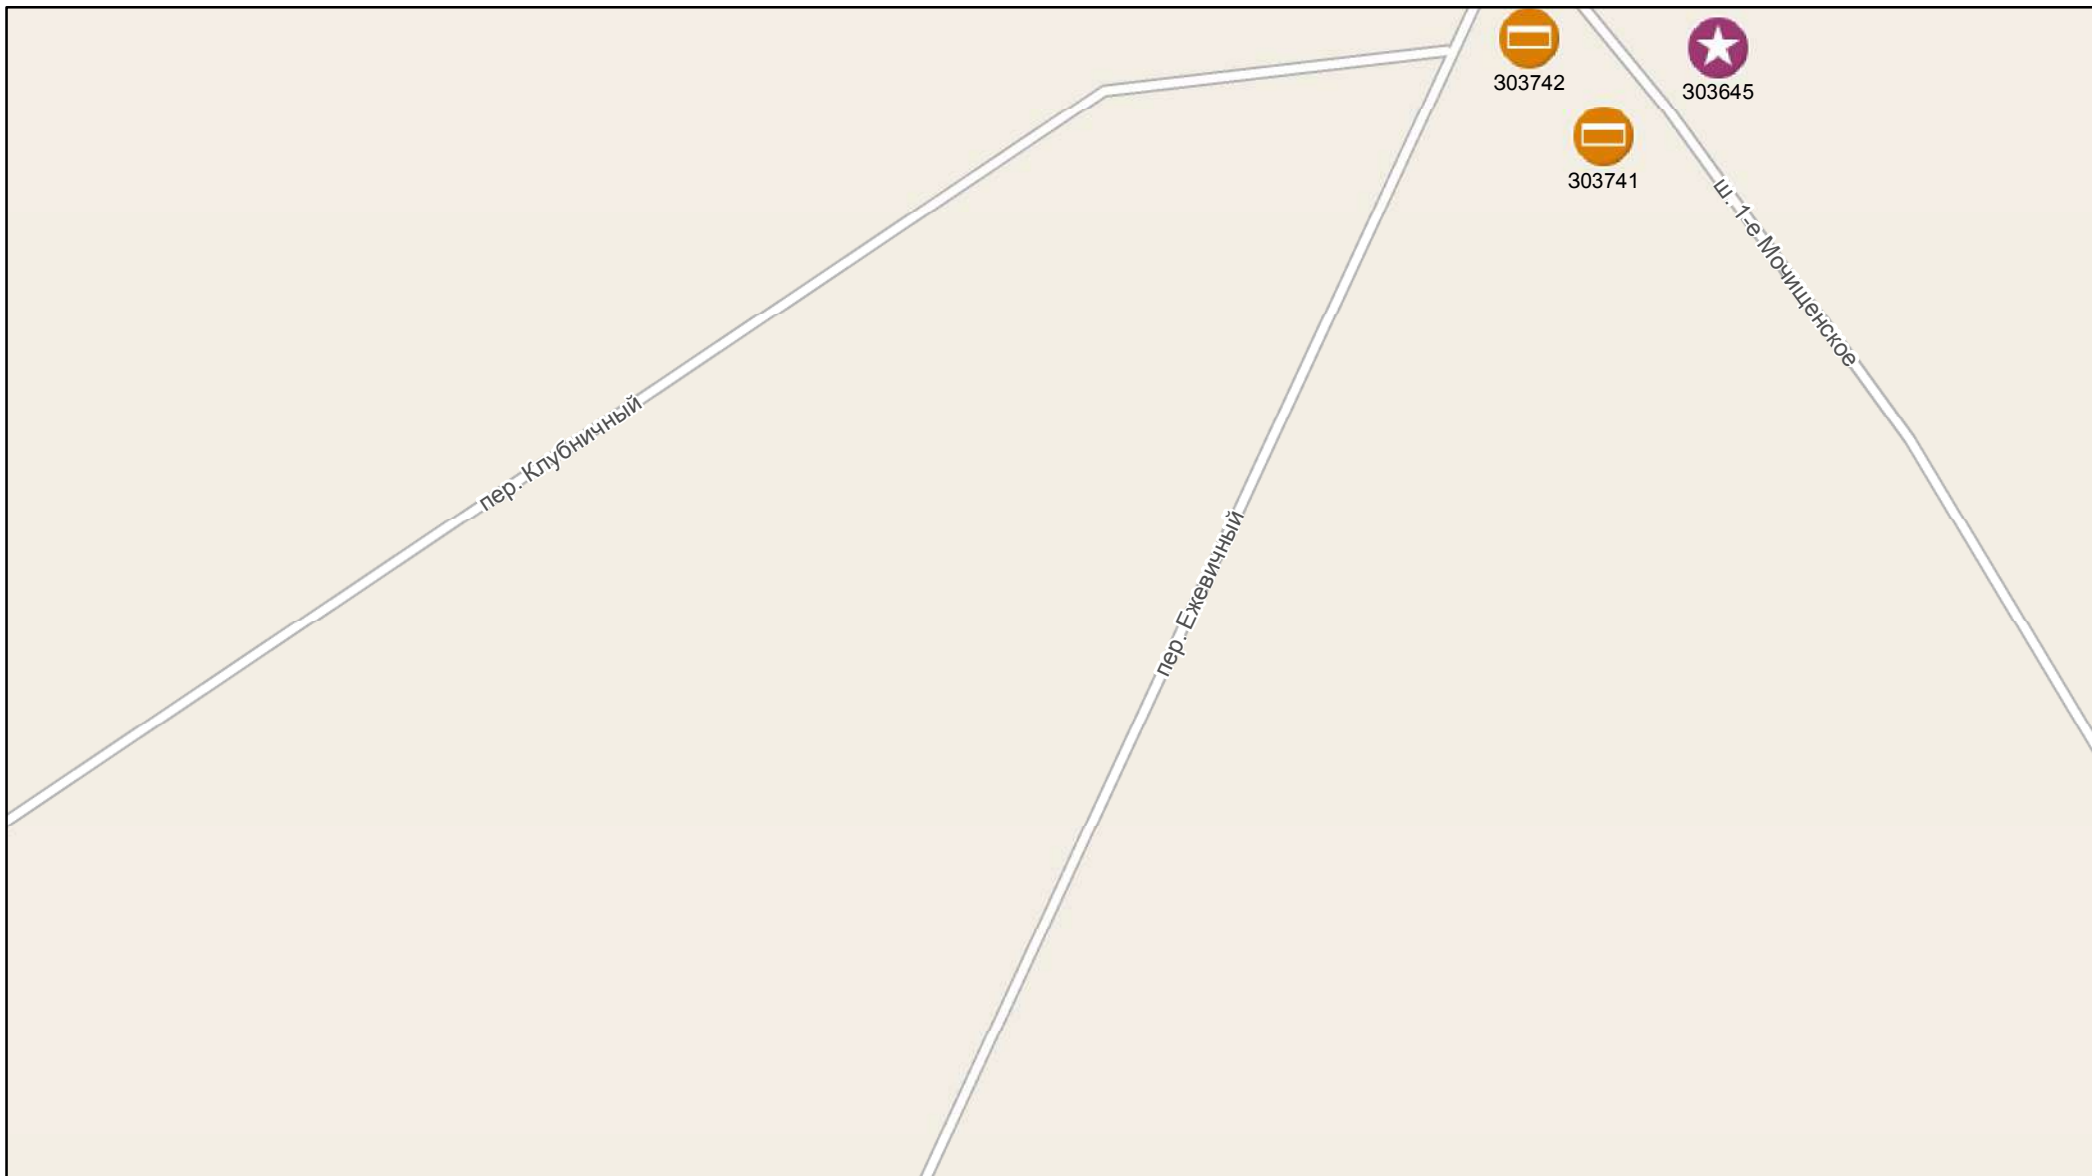 303742
303645
303741
ш. 1-е Мочищенское
пер. Клубничный
пер. Ежевичный